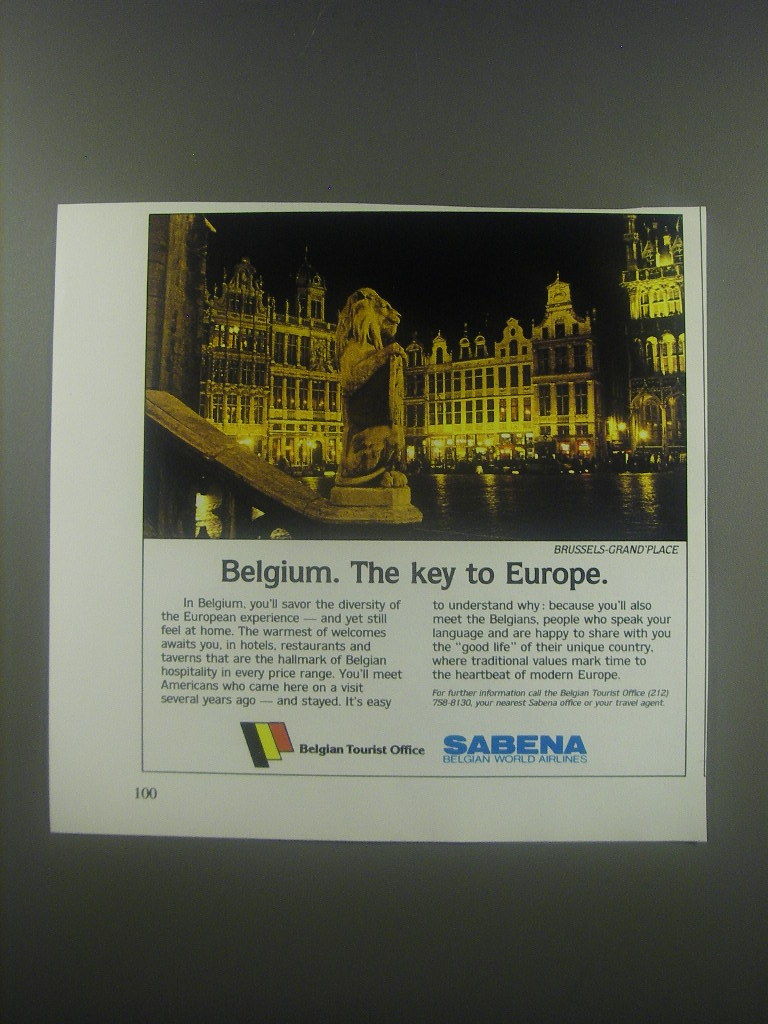 BRUSSELS-GRAND'PLACE
Belgium. The key to Europe.
In Belgium, you'll savor the diversity of
the European experience — and yet still
feel at home. The warmest of welcomes
awaits you, in hotels, restaurants and
taverns that are the hallmark of Belgian
hospitality in every price range. You'll meet
Americans who came here on a visit
several years ago — and stayed. It's easy
to understand why: because you'll also
meet the Belgians, people who speak your
language and are happy to share with you
the "good life" of their unique country,
where traditional values mark time to
the heartbeat of modern Europe.
For further information call the Belgian Tourist Office (212)
758-8130, your nearest Sabena office or your travel agent.
Belgian Tourist Office
SABENA
BELGIAN WORLD AIRLINES
100